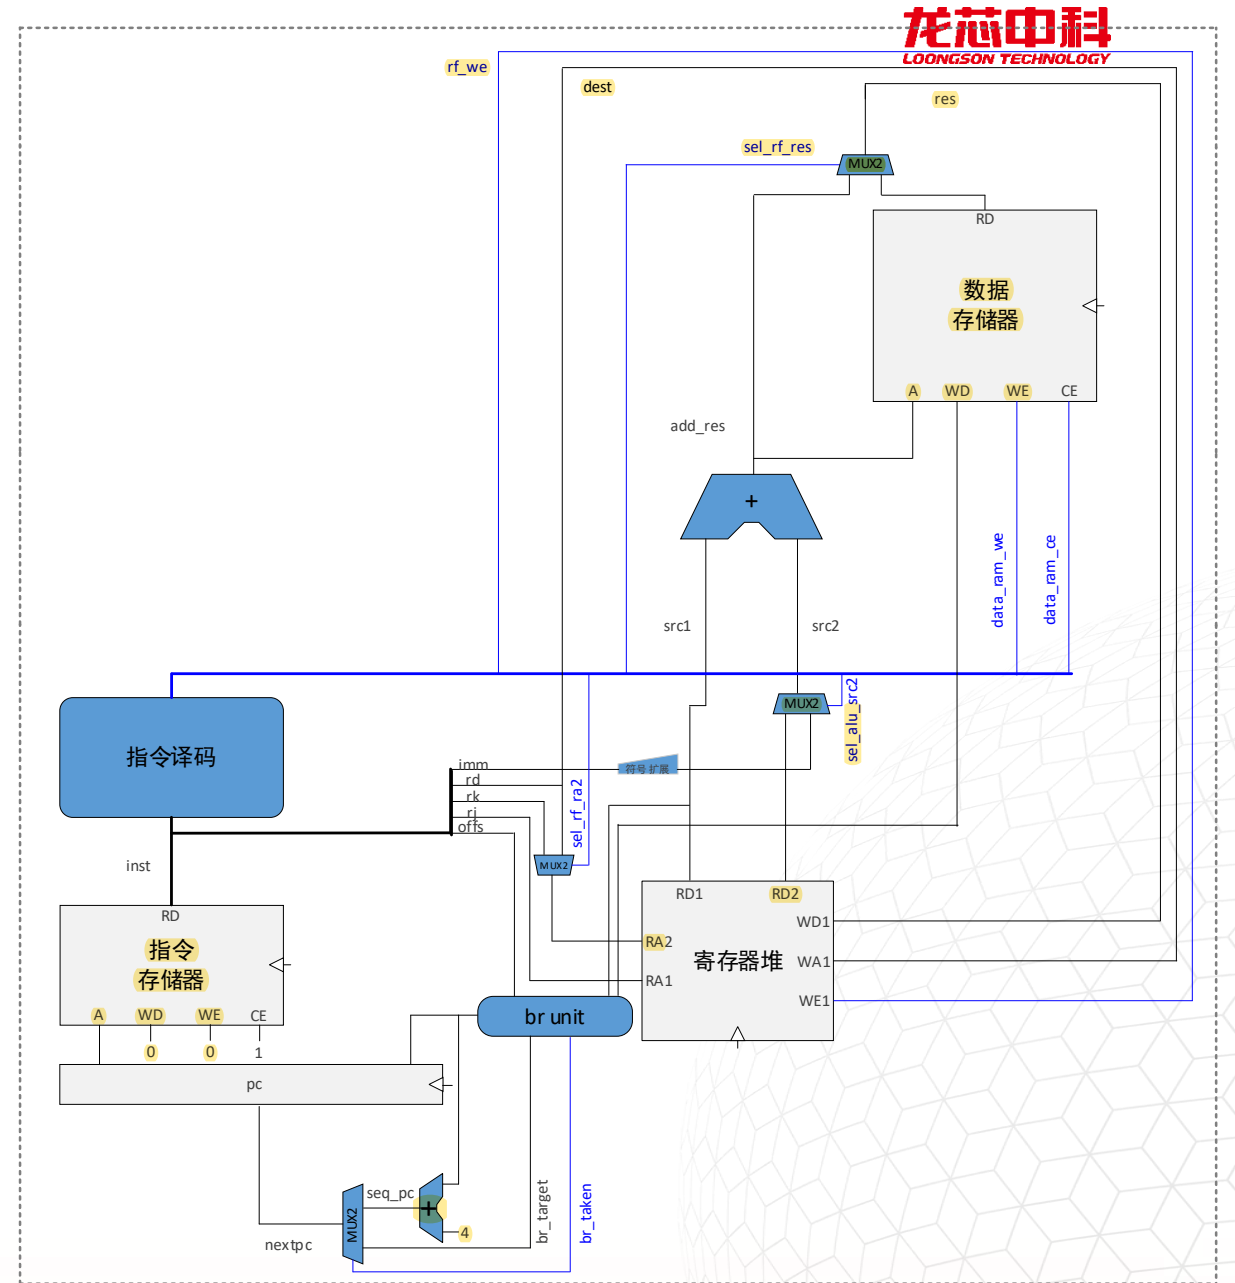 龙芯中科
LOONGSON TECHNOLOGY
rf_we
dest
res
sel_rf_res
MUX2
RD
数据
存储器
A
WD
WE
CE
add_res
+
data_ram_we
data_ram_ce
src1
src2
MUX2
sel_alu_src2
指令译码
imm
符号扩展
rd
rk
rj
offs
sel_rf_ra2
MUX2
inst
RD
指令
存储器
A
WD
WE
CE
0
0
1
RD1
RD2
WD1
RA2
寄存器堆
WA1
RA1
WE1
br unit
pc
seq_pc
+
4
MUX2
nextpc
br_target
br_taken